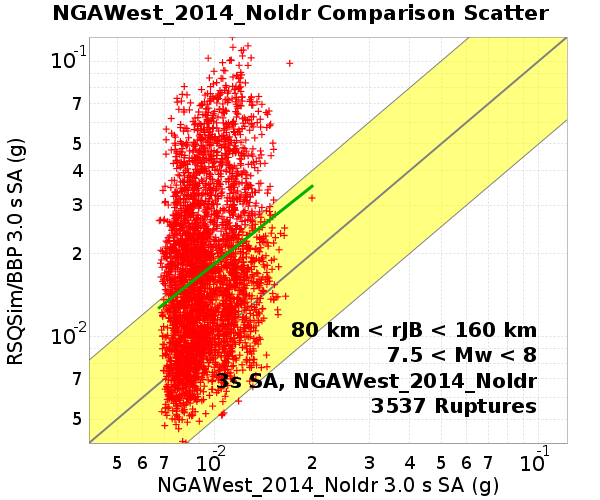 NGAWest_2014_NoIdr Comparison Scatter
RSQSim/BBP 3.0 s SA (g)
10-1
7
5
4
3
2
10-2
7
5
80 km < rJB < 160 km
7.5 < Mw < 8
3s SA, NGAWest_2014_NoIdr
3537 Ruptures
5 6 7 10-2 2 3 4 5 6 7 10-1
NGAWest_2014_NoIdr 3.0 s SA (g)